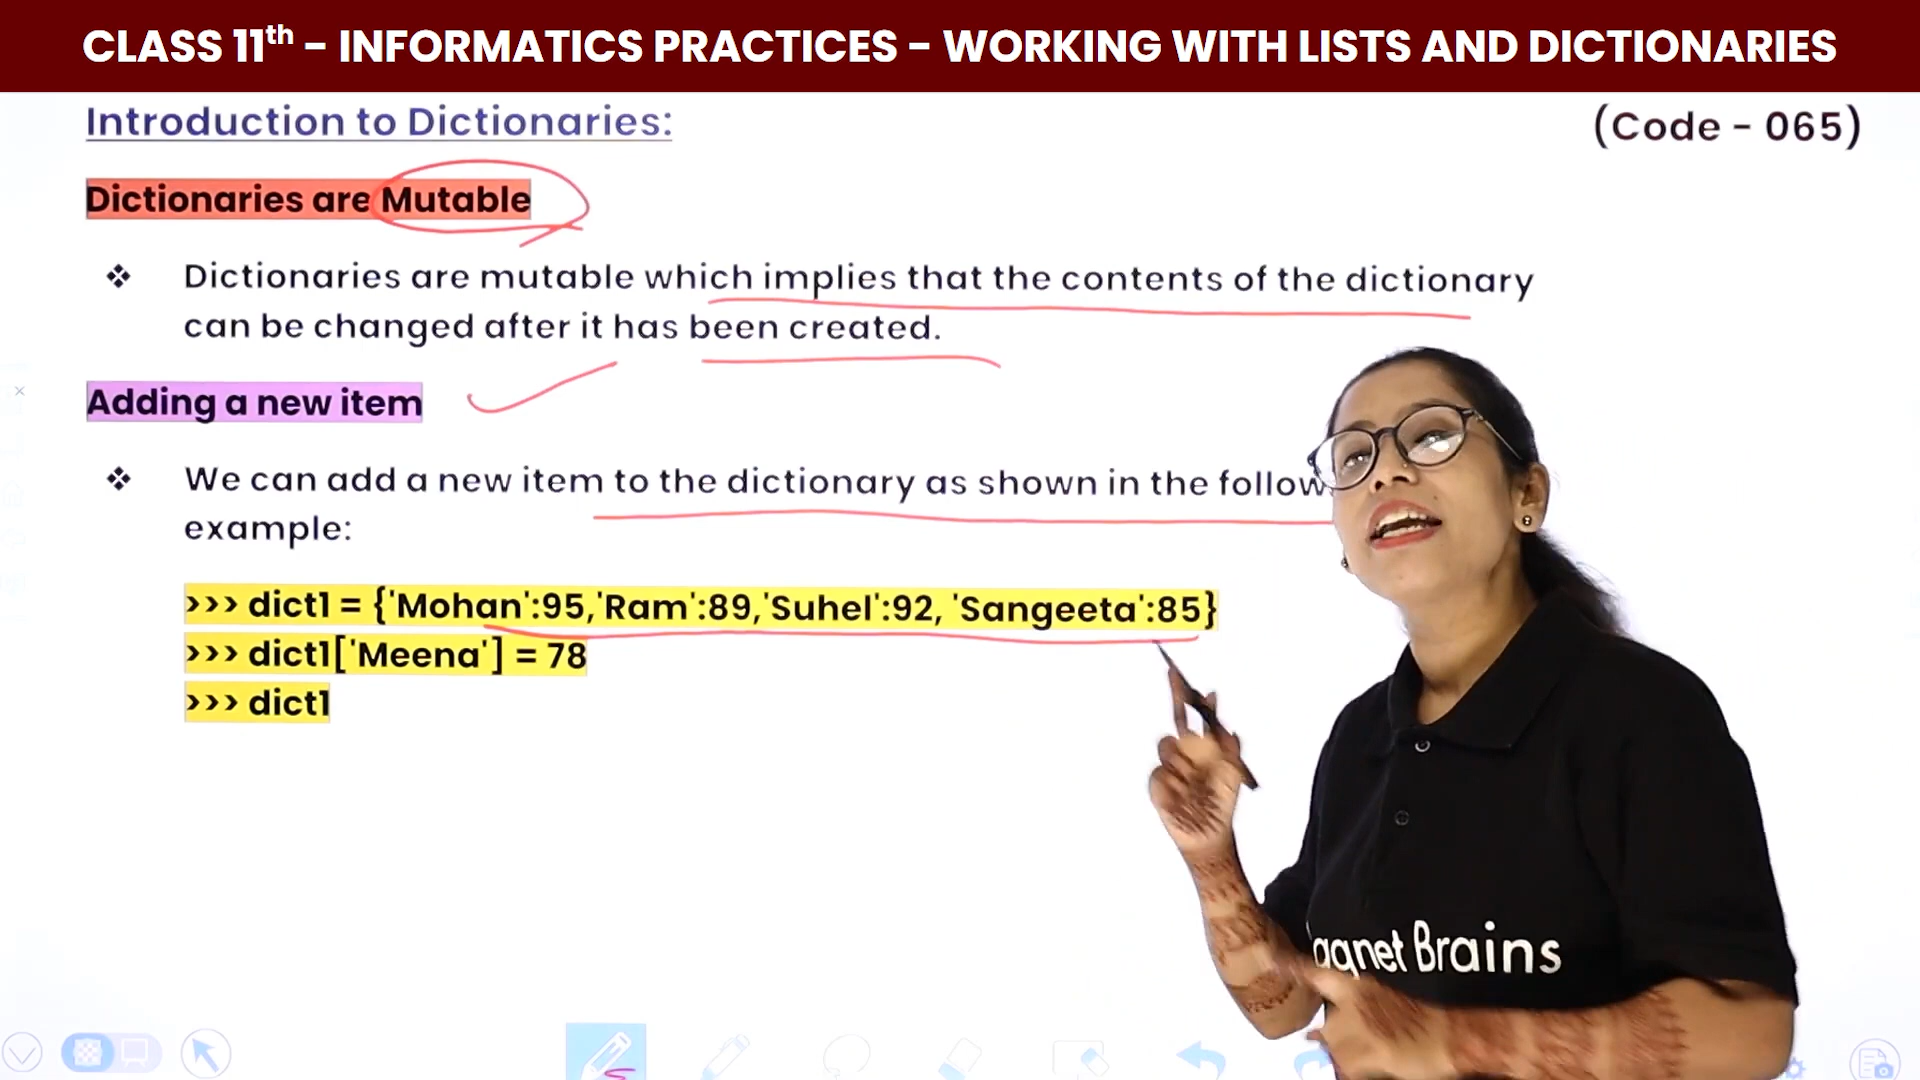 CLASS 11th - INFORMATICS PRACTICES - WORKING WITH LISTS AND DICTIONARIES
Introduction to Dictionaries:
(Code - 065)
Dictionaries are Mutable
❖ Dictionaries are mutable which implies that the contents of the dictionary
can be changed after it has been created.
Adding a new item
❖ We can add a new item to the dictionary as shown in the follow
example:
>>> dict1 = {'Mohan':95,'Ram':89,'Suhel':92, 'Sangeeta':85}
>>> dict1['Meena'] = 78
>>> dict1
agnet Brains